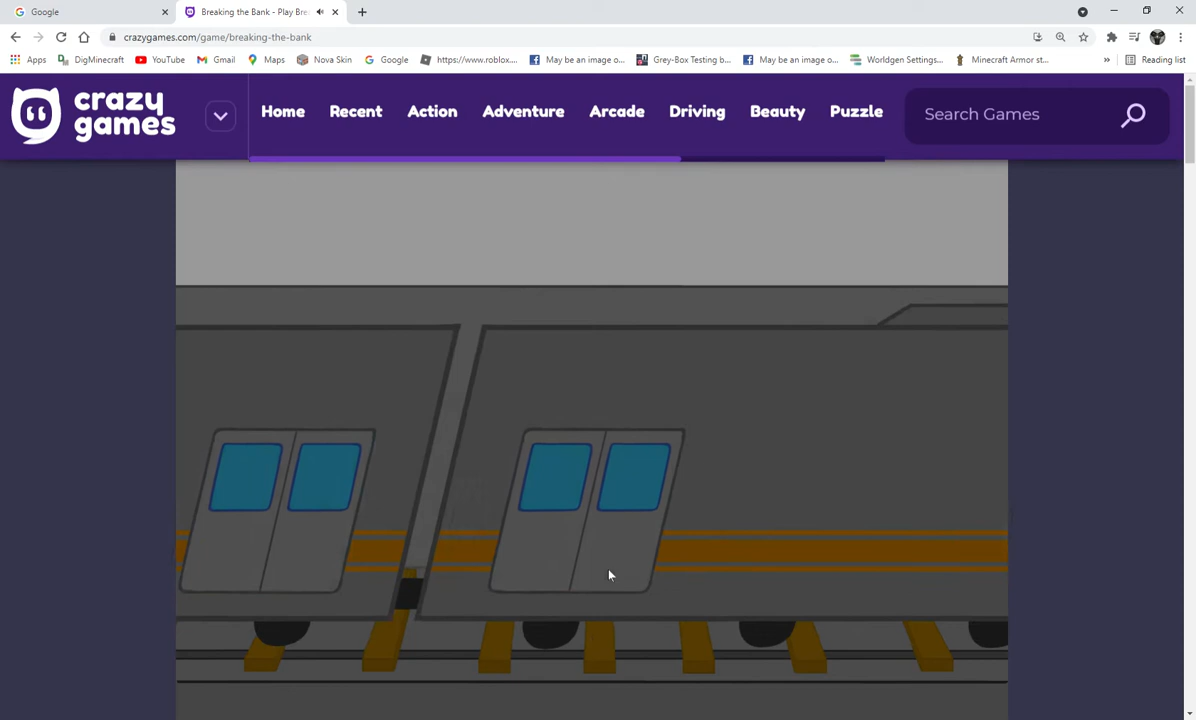 Google
Breaking the Bank - Play Bre
crazygames.com/game/breaking-the-bank
Apps DigMinecraft YouTube Gmail Maps Nova Skin Google https://www.roblox... May be an image o... Grey-Box Testing b... May be an image o... Worldgen Settings... Minecraft Armor st... » Reading list
crazy
games
Home Recent Action Adventure Arcade Driving Beauty Puzzle
Search Games